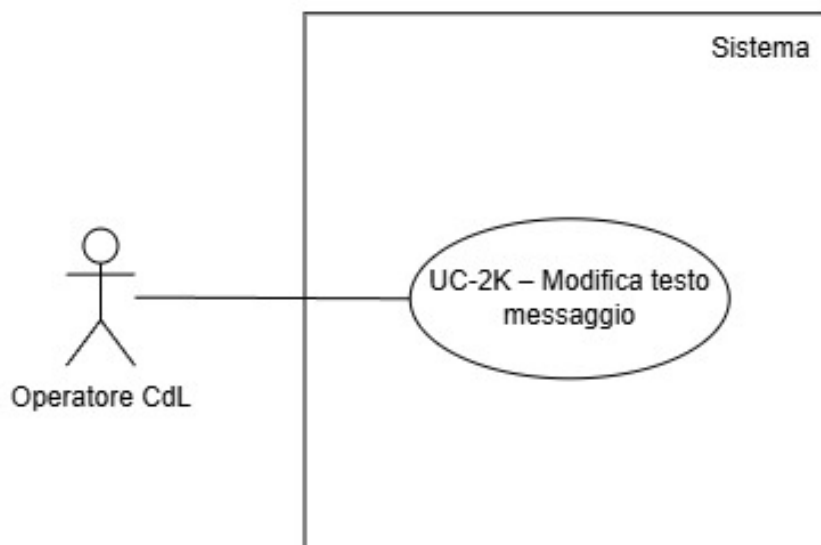 Sistema
UC-2K – Modifica testo
messaggio
Operatore CdL